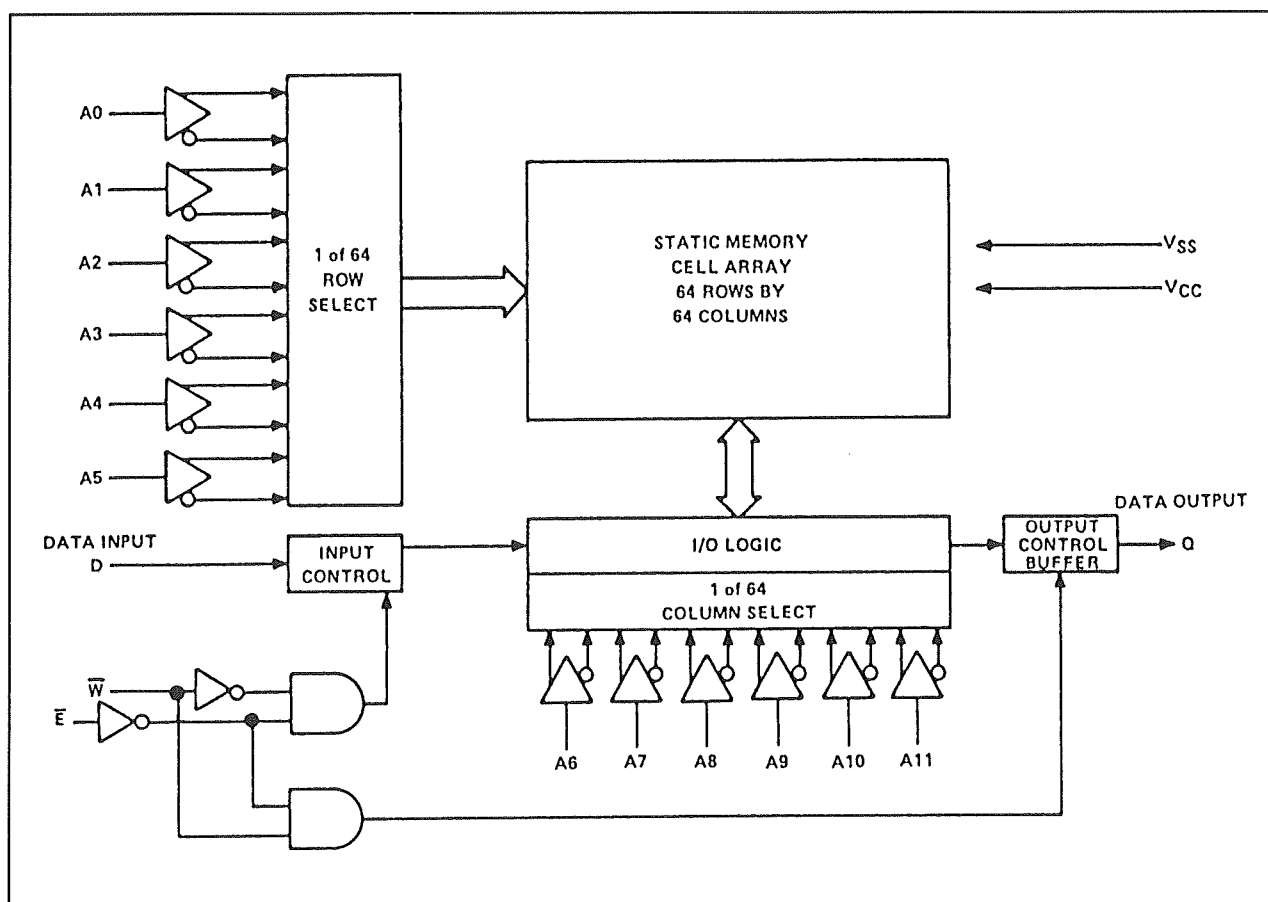 A0
A1
A2
A3
A4
A5
1 of 64
ROW
SELECT
STATIC MEMORY
CELL ARRAY
64 ROWS BY
64 COLUMNS
VSS
VCC
DATA INPUT
D
INPUT
CONTROL
I/O LOGIC
1 of 64
COLUMN SELECT
DATA OUTPUT
OUTPUT
CONTROL
BUFFER
Q
W̅
E̅
A6 A7 A8 A9 A10 A11